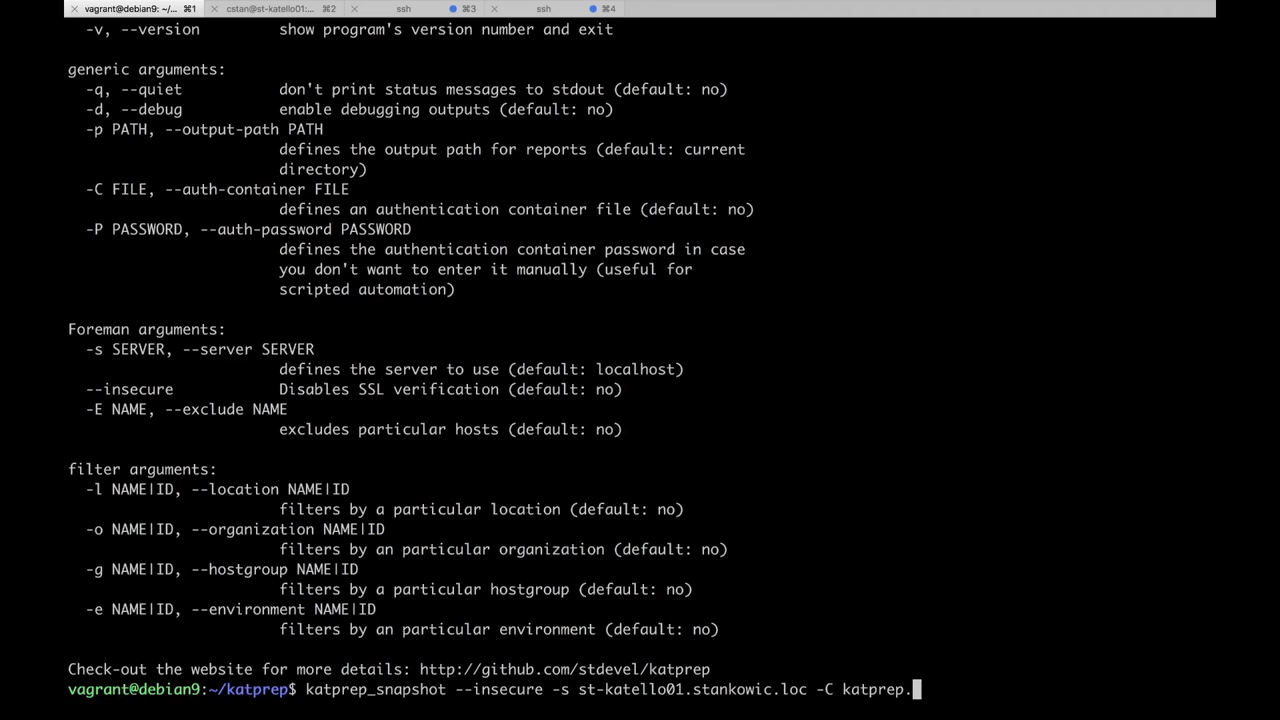 vagrant@debian9: ~/... ⌘1 cstan@st-katello01:... ⌘2 ssh ⌘3 ssh ⌘4
-v, --version show program's version number and exit
generic arguments:
-q, --quiet don't print status messages to stdout (default: no)
-d, --debug enable debugging outputs (default: no)
-p PATH, --output-path PATH
defines the output path for reports (default: current
directory)
-C FILE, --auth-container FILE
defines an authentication container file (default: no)
-P PASSWORD, --auth-password PASSWORD
defines the authentication container password in case
you don't want to enter it manually (useful for
scripted automation)
Foreman arguments:
-s SERVER, --server SERVER
defines the server to use (default: localhost)
--insecure Disables SSL verification (default: no)
-E NAME, --exclude NAME
excludes particular hosts (default: no)
filter arguments:
-l NAME|ID, --location NAME|ID
filters by a particular location (default: no)
-o NAME|ID, --organization NAME|ID
filters by an particular organization (default: no)
-g NAME|ID, --hostgroup NAME|ID
filters by a particular hostgroup (default: no)
-e NAME|ID, --environment NAME|ID
filters by an particular environment (default: no)
Check-out the website for more details: http://github.com/stdevel/katprep
vagrant@debian9:~/katprep$ katprep_snapshot --insecure -s st-katello01.stankowic.loc -C katprep.